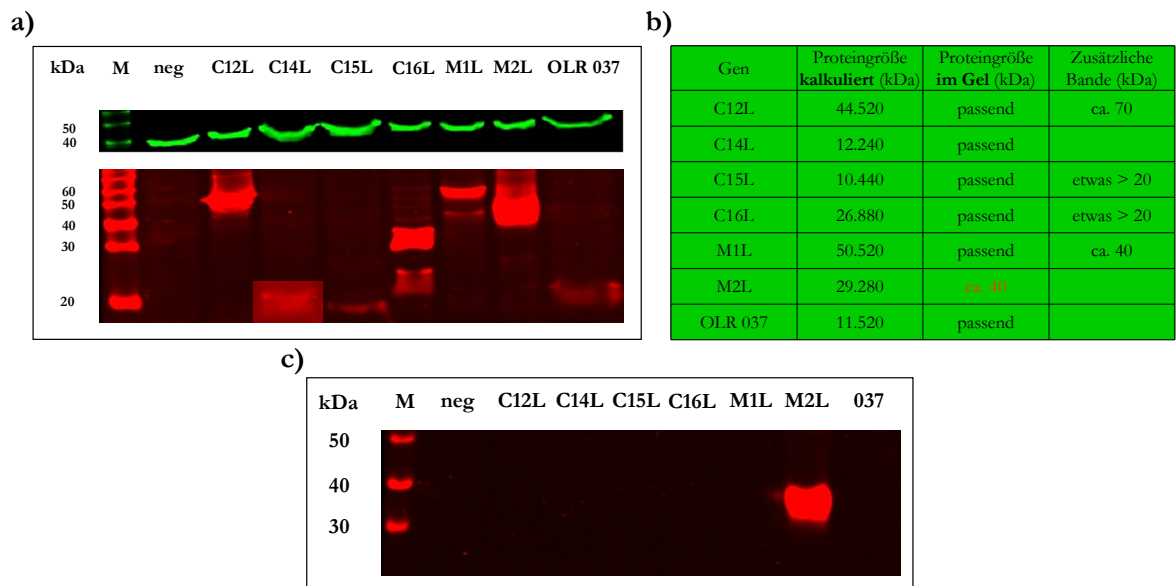 a)
kDa M neg C12L C14L C15L C16L M1L M2L OLR 037
50
40
60
50
40
30
20
b)
Gen Proteingröße kalkuliert (kDa) Proteingröße im Gel (kDa) Zusätzliche Bande (kDa)
C12L 44.520 passend ca. 70
C14L 12.240 passend
C15L 10.440 passend etwas > 20
C16L 26.880 passend etwas > 20
M1L 50.520 passend ca. 40
M2L 29.280 ca. 40
OLR 037 11.520 passend
c)
kDa M neg C12L C14L C15L C16L M1L M2L 037
50
40
30